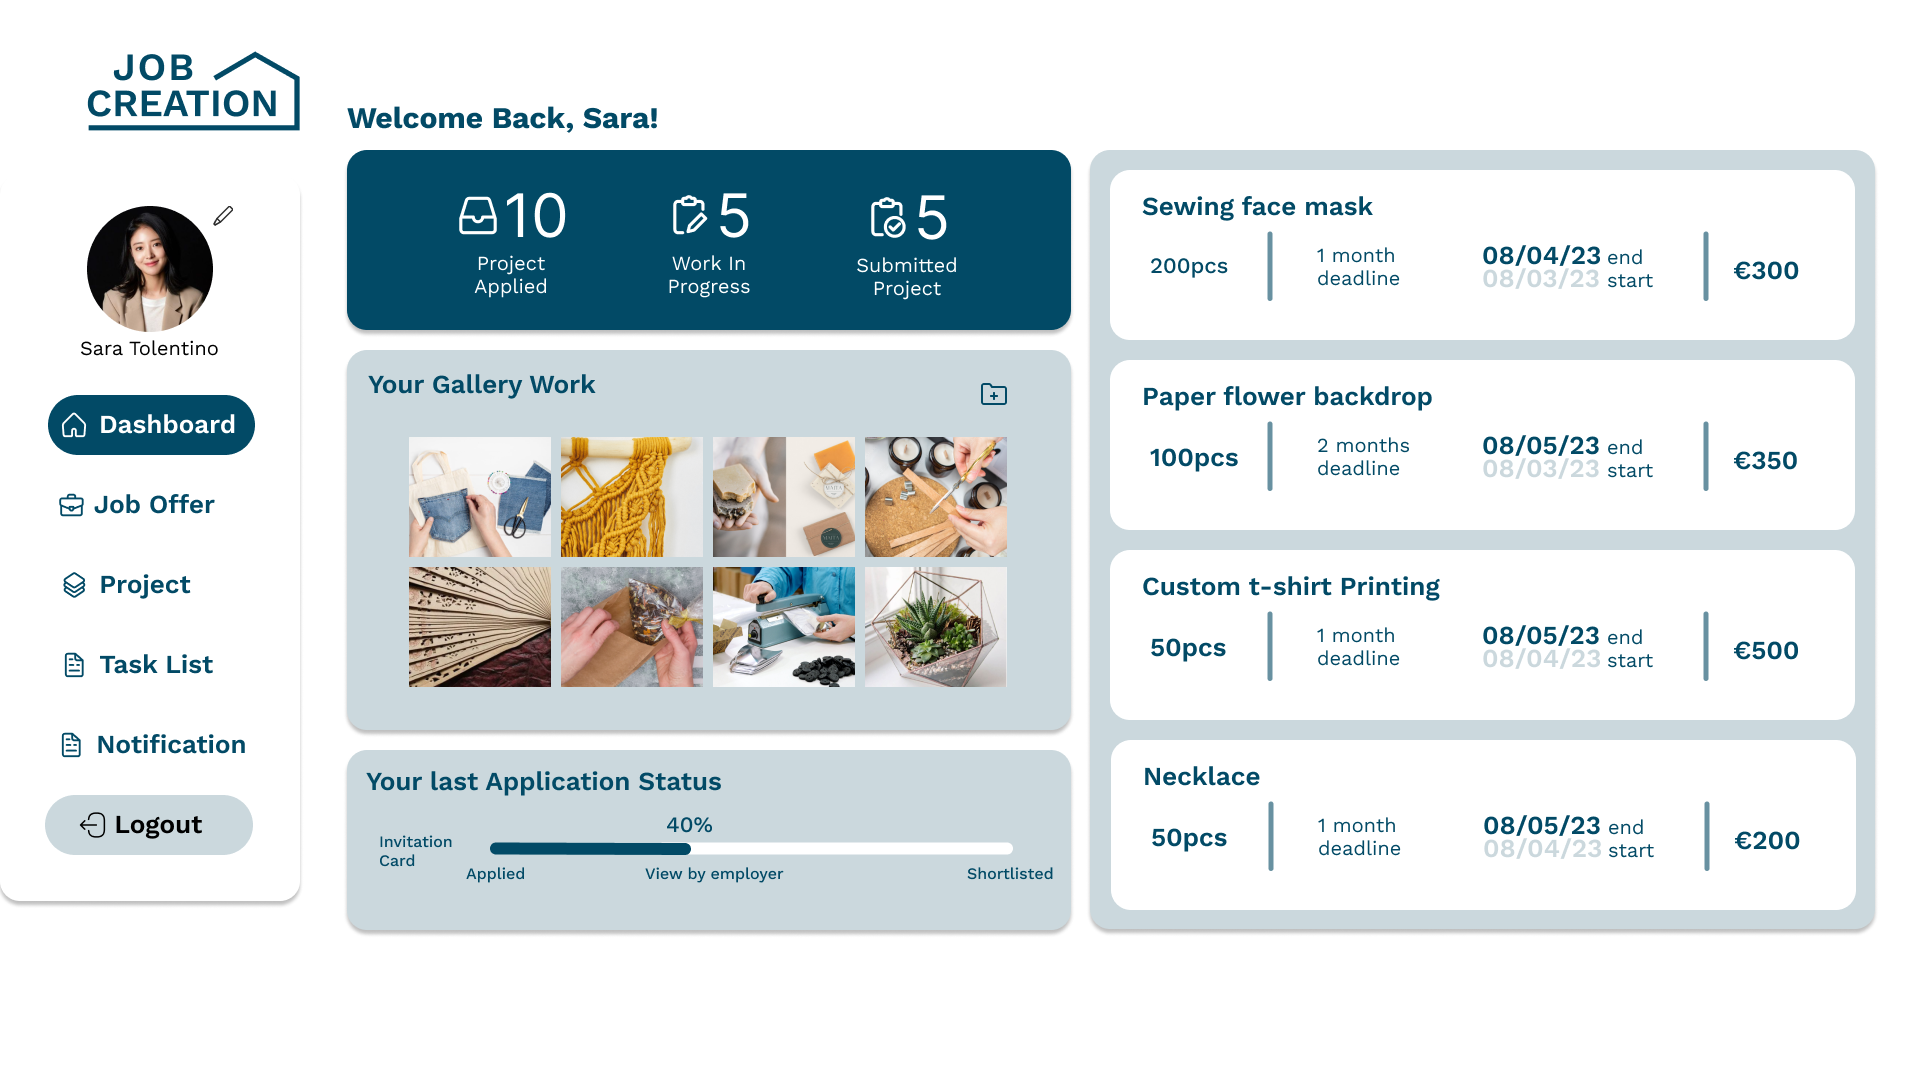 JOB
CREATION
Welcome Back, Sara!
Sara Tolentino
Dashboard
Job Offer
Project
Task List
Notification
Logout
10
Project
Applied
5
Work In
Progress
5
Submitted
Project
Your Gallery Work
Your last Application Status
40%
Invitation
Card
Applied
View by employer
Shortlisted
Sewing face mask
200pcs
1 month
deadline
08/04/23 end
08/03/23 start
€300
Paper flower backdrop
100pcs
2 months
deadline
08/05/23 end
08/03/23 start
€350
Custom t-shirt Printing
50pcs
1 month
deadline
08/05/23 end
08/04/23 start
€500
Necklace
50pcs
1 month
deadline
08/05/23 end
08/04/23 start
€200